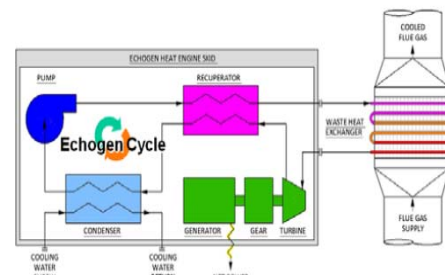 COOLED
FLUE GAS
ECHOGEN HEAT ENGINE SKID
PUMP
RECUPERATOR
WASTE HEAT
EXCHANGER
Echogen Cycle
CONDENSER
GENERATOR
GEAR
TURBINE
FLUE GAS
SUPPLY
COOLING
WATER
COOLING
WATER